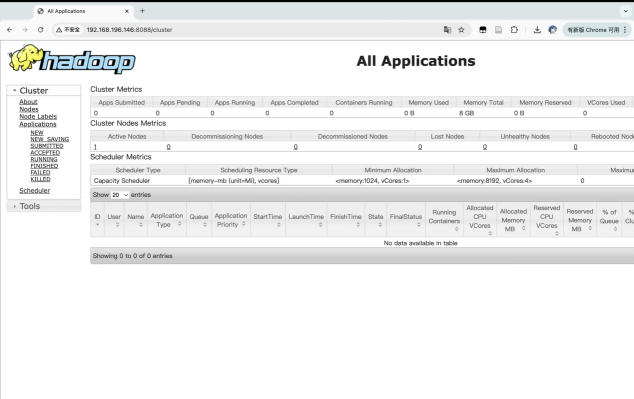 All Applications
不安全 192.168.196.146:8088/cluster
有新版 Chrome 可用
hadoop
All Applications
Cluster
About
Nodes
Node Labels
Applications
NEW
NEW_SAVING
SUBMITTED
ACCEPTED
RUNNING
FINISHED
FAILED
KILLED
Scheduler
Tools
Cluster Metrics
Apps Submitted Apps Pending Apps Running Apps Completed Containers Running Memory Used Memory Total Memory Reserved VCores Used
0 0 0 0 0 0 B 8 GB 0 B 0
Cluster Nodes Metrics
Active Nodes Decommissioning Nodes Decommissioned Nodes Lost Nodes Unhealthy Nodes Rebooted Node
1 0 0 0 0 0
Scheduler Metrics
Scheduler Type Scheduling Resource Type Minimum Allocation Maximum Allocation Maximu
Capacity Scheduler [memory-mb (unit=Mi), vcores] <memory:1024, vCores:1> <memory:8192, vCores:4> 0
Show 20 entries
ID User Name Application Type Queue Application Priority StartTime LaunchTime FinishTime State FinalStatus Running Containers Allocated CPU VCores Allocated Memory MB Reserved CPU VCores Reserved Memory MB % of Queue % Clu
No data available in table
Showing 0 to 0 of 0 entries